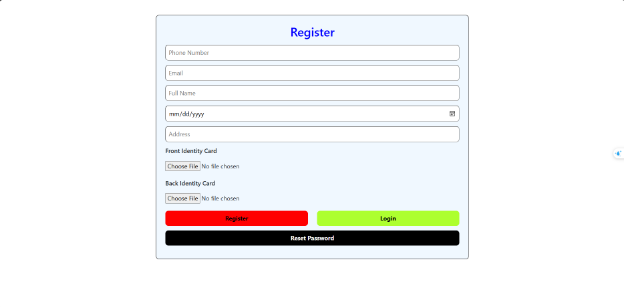 Register
Phone Number
Email
Full Name
mm/dd/yyyy
Address
Front Identity Card
Choose File No file chosen
Back Identity Card
Choose File No file chosen
Register Login
Reset Password